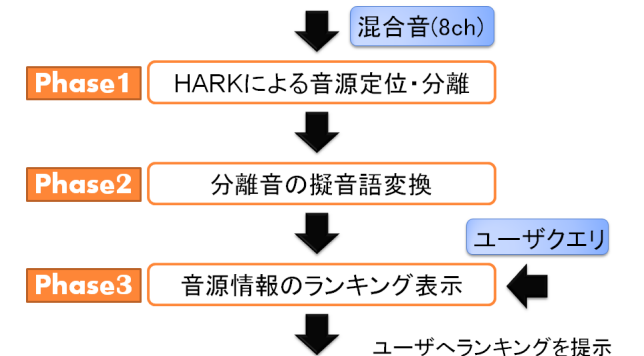 混合音(8ch)
Phase1 HARKによる音源定位・分離
Phase2 分離音の擬音語変換
ユーザクエリ
Phase3 音源情報のランキング表示
ユーザへランキングを提示